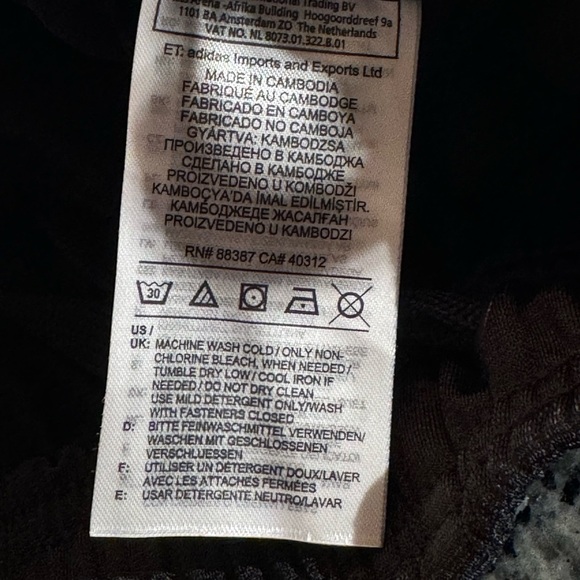 Trading BV
-Afrika Building Hoogoorddreef 9a
1101 BA Amsterdam ZO The Netherlands
VAT NO. NL 8073.01.322.B.01
ET: adidas Imports and Exports Ltd
MADE IN CAMBODIA
FABRIQUÉ AU CAMBODGE
FABRICADO EN CAMBOYA
FABRICADO NO CAMBOJA
GYÁRTVA: KAMBODZSA
ПРОИЗВЕДЕНО В КАМБОДЖА
СДЕЛАНО В КАМБОДЖЕ
PROIZVEDENO U KOMBODŽI
KAMBOÇYA'DA İMAL EDİLMİŞTİR.
КАМБОДЖЕДЕ ЖАСАЛҒАН
PROIZVEDENO U KAMBODZI
RN# 88387 CA# 40312
30
US /
UK: MACHINE WASH COLD / ONLY NON-
CHLORINE BLEACH, WHEN NEEDED /
TUMBLE DRY LOW / COOL IRON IF
NEEDED / DO NOT DRY CLEAN
USE MILD DETERGENT ONLY/WASH
WITH FASTENERS CLOSED
D: BITTE FEINWASCHMITTEL VERWENDEN/
WASCHEN MIT GESCHLOSSENEN
VERSCHLUESSEN
F: UTILISER UN DÉTERGENT DOUX/LAVER
AVEC LES ATTACHES FERMÉES
E: USAR DETERGENTE NEUTRO/LAVAR